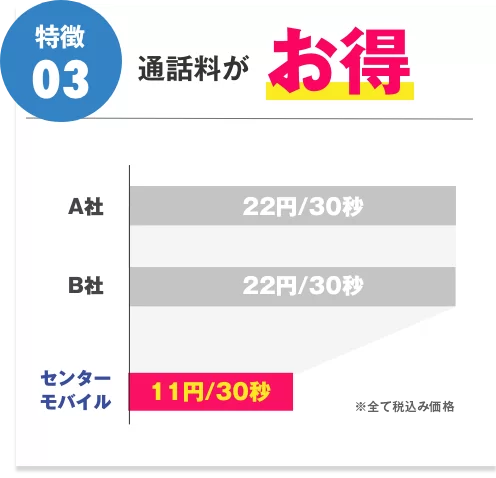 特徴
03
通話料が お得
A社 22円/30秒
B社 22円/30秒
センター
モバイル
11円/30秒
※全て税込み価格